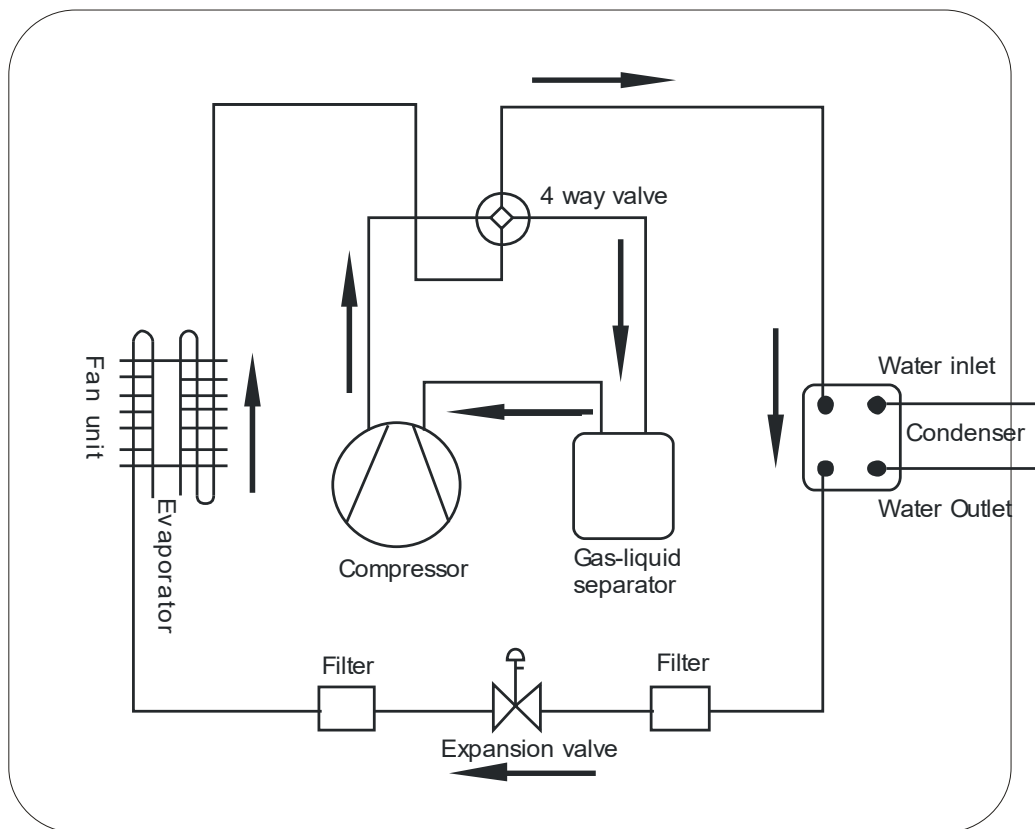 4 way valve
Fan unit
Evaporator
Water inlet
Condenser
Water Outlet
Compressor
Gas-liquid
separator
Filter
Filter
Expansion valve